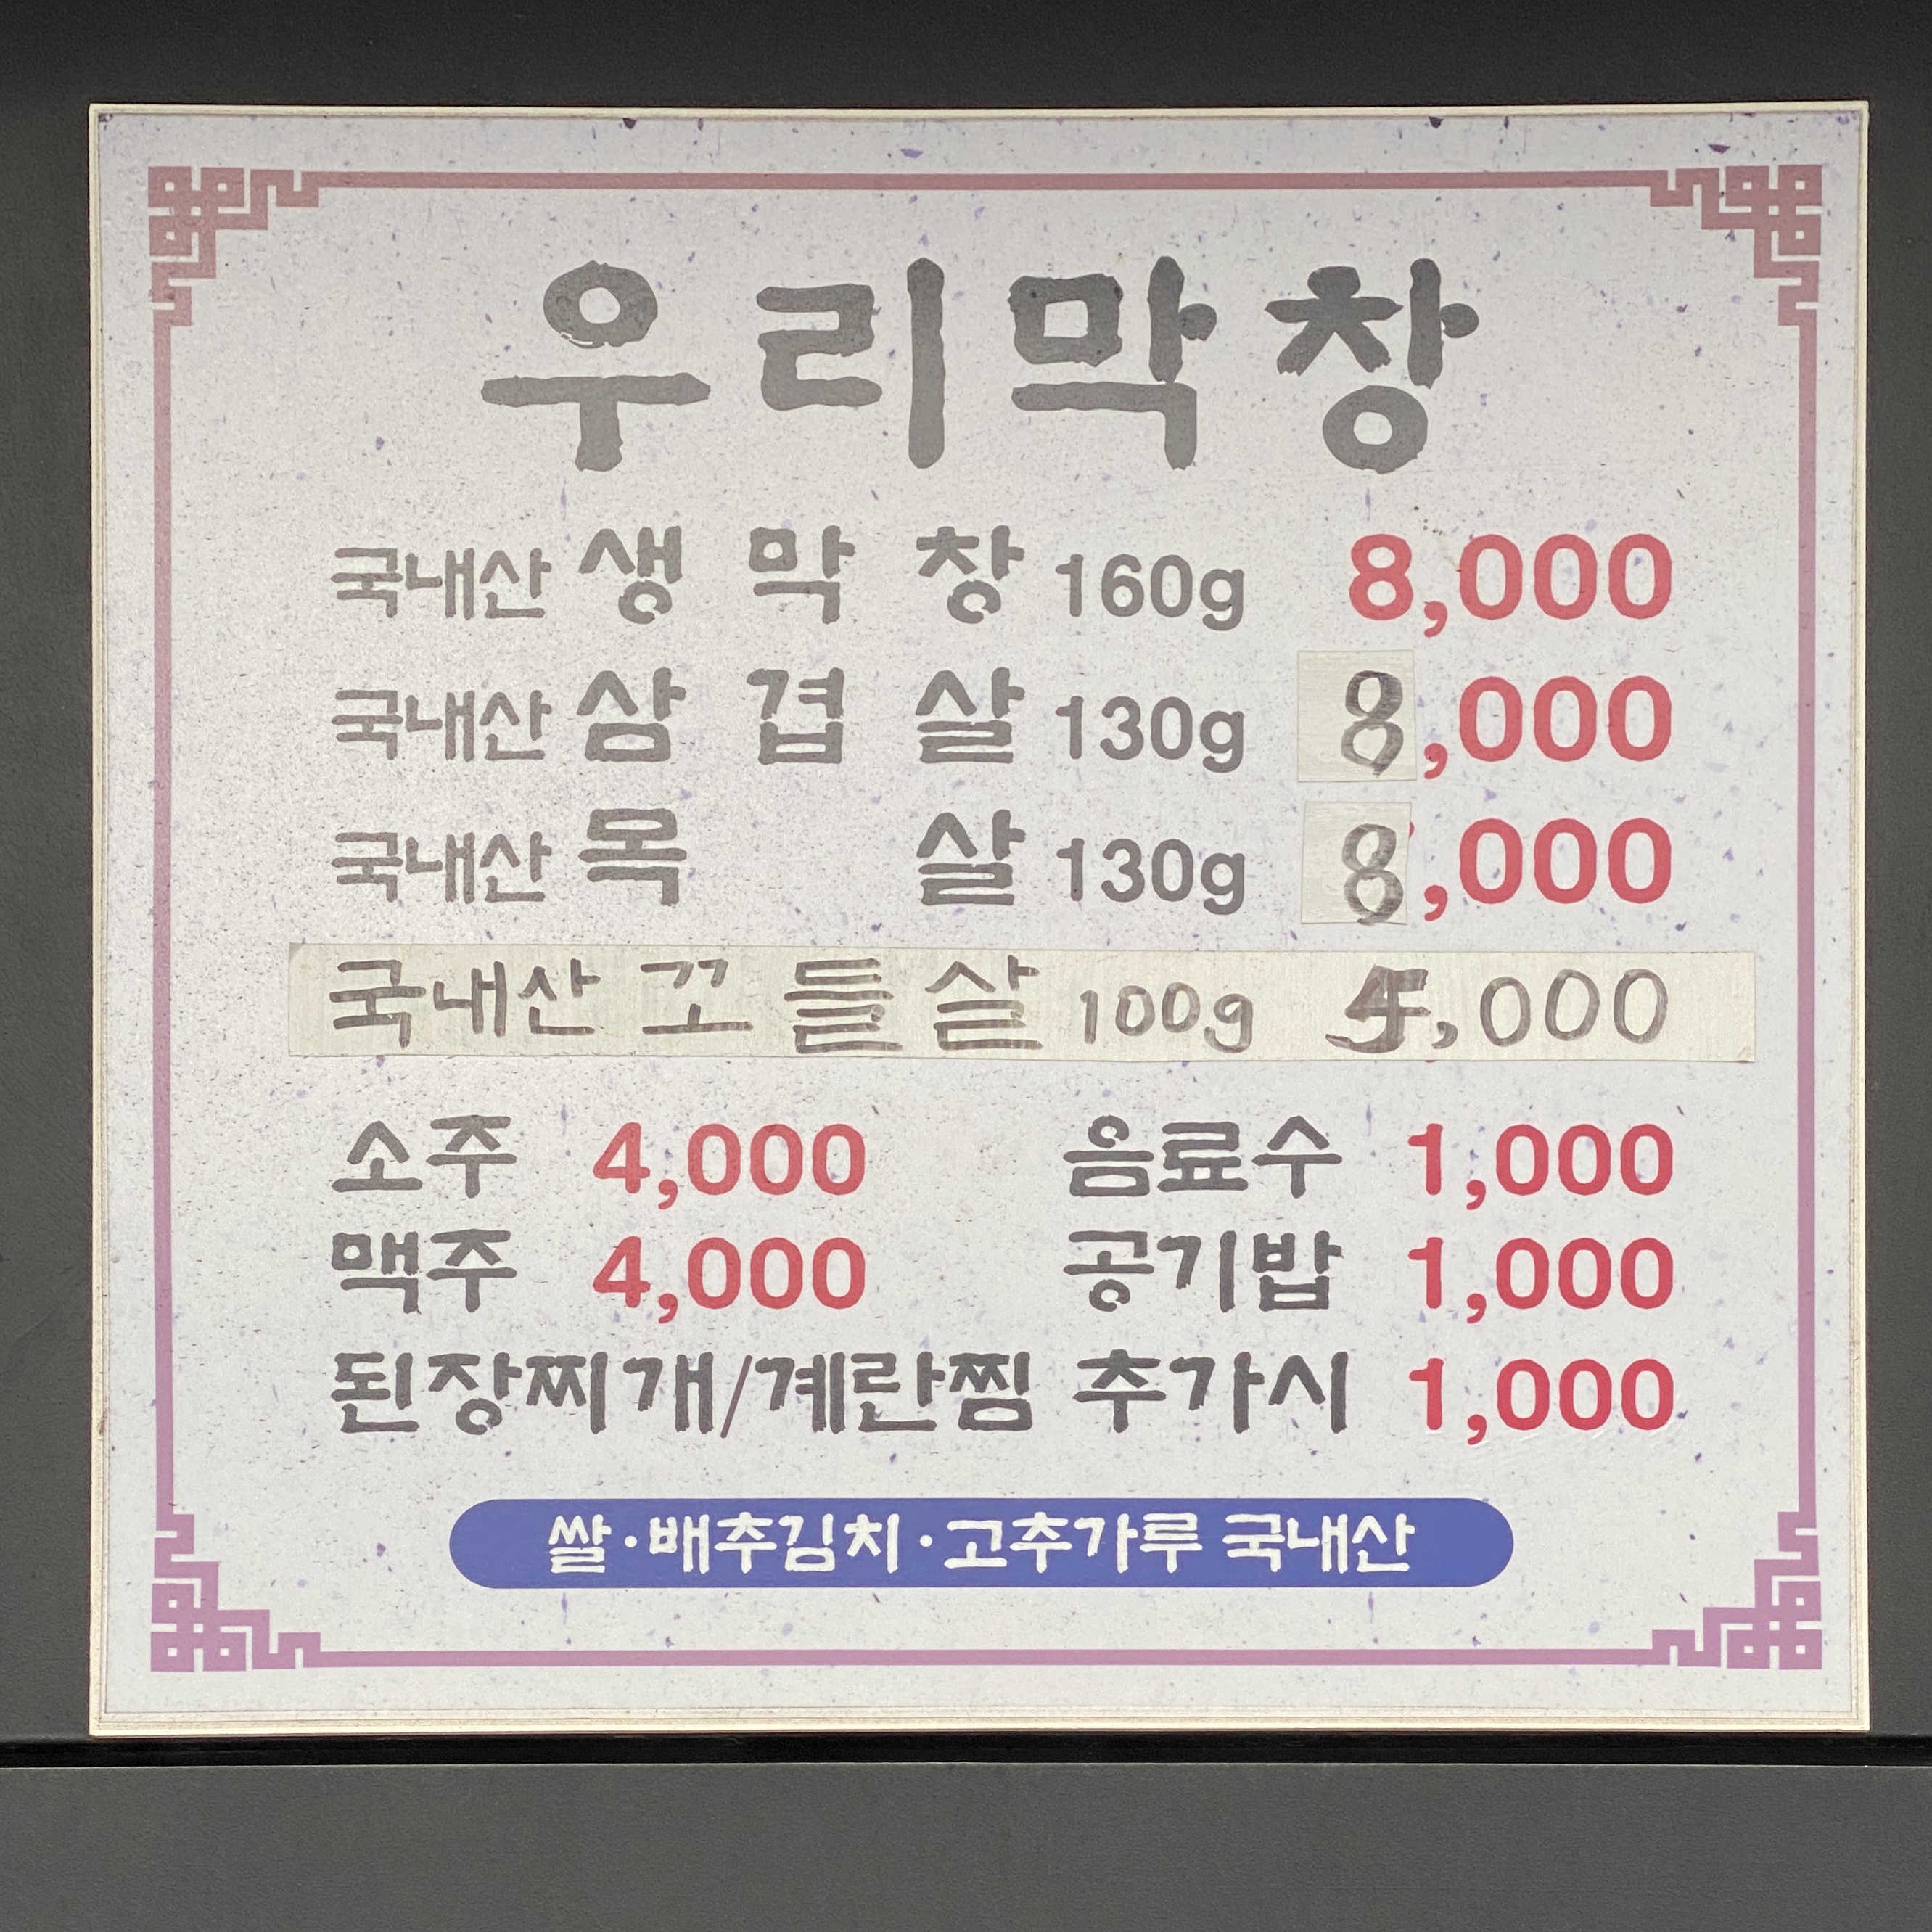 우리막창
국내산 생 막 창 160g 8,000
국내산 삼 겹 살 130g 8,000
국내산 목 살 130g 8,000
국내산 꼬 들 살 100g 5,000
소주 4,000 음료수 1,000
맥주 4,000 공기밥 1,000
된장찌개/계란찜 추가시 1,000
쌀·배추김치·고추가루 국내산